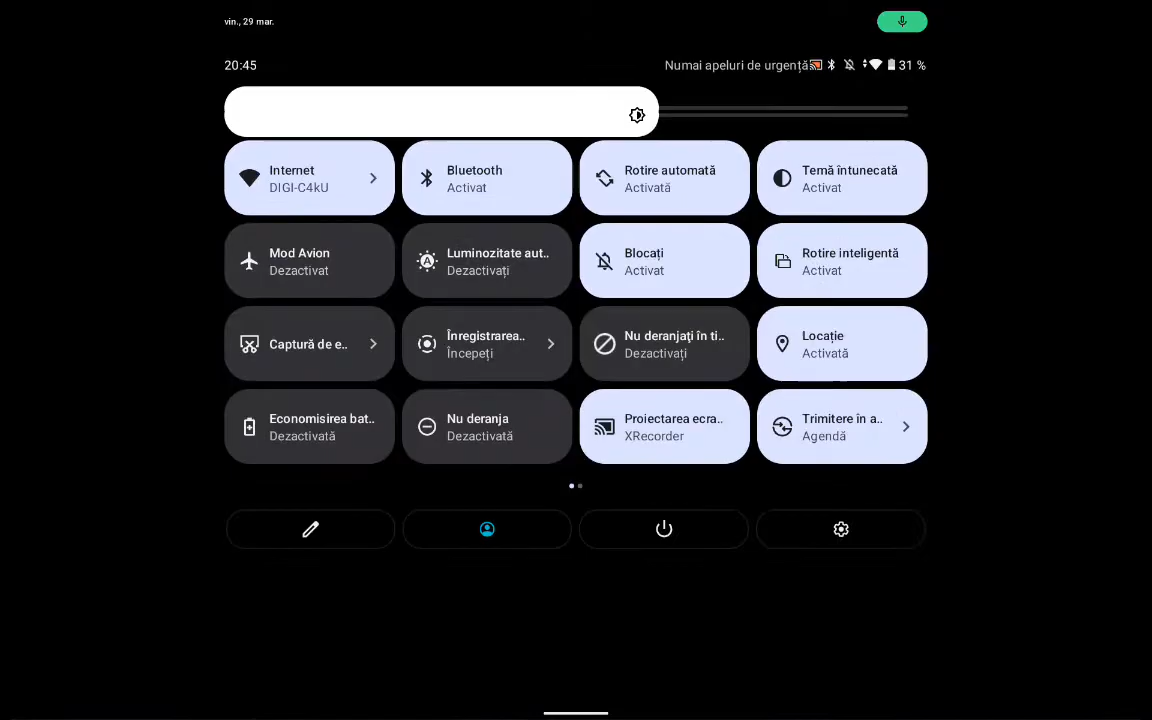 vin., 29 mar.
20:45
Numai apeluri de urgență
31 %
Internet
DIGI-C4kU
Bluetooth
Activat
Rotire automată
Activată
Temă întunecată
Activat
Mod Avion
Dezactivat
Luminozitate aut..
Dezactivați
Blocați
Activat
Rotire inteligentă
Activat
Captură de e..
Înregistrarea..
Începeți
Nu deranjați în ti..
Dezactivați
Locație
Activată
Economisirea bat..
Dezactivată
Nu deranja
Dezactivată
Proiectarea ecra..
XRecorder
Trimitere în a..
Agendă